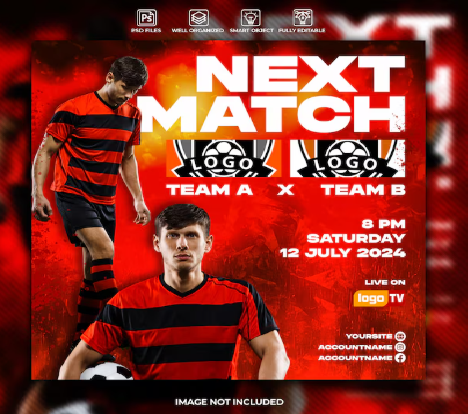 Ps
PSD FILES WELL ORGANIZED SMART OBJECT FULLY EDITABLE
NEXT
MATCH
LOGO LOGO
TEAM A X TEAM B
8 PM
SATURDAY
12 JULY 2024
LIVE ON
logo TV
YOURSITE
ACCOUNTNAME
ACCOUNTNAME
IMAGE NOT INCLUDED